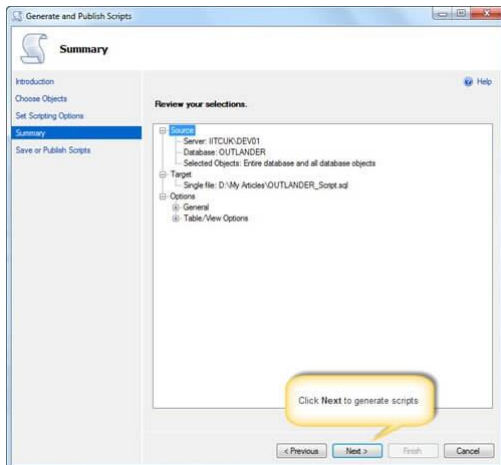 Generate and Publish Scripts
Summary
Introduction
Choose Objects
Set Scripting Options
Summary
Save or Publish Scripts
Help
Review your selections.
Source
Server: IITCUK\DEV01
Database: OUTLANDER
Selected Objects: Entire database and all database objects
Target
Single file: D:\My Articles\OUTLANDER_Script.sql
Options
General
Table/View Options
Click Next to generate scripts
< Previous
Next >
Finish
Cancel